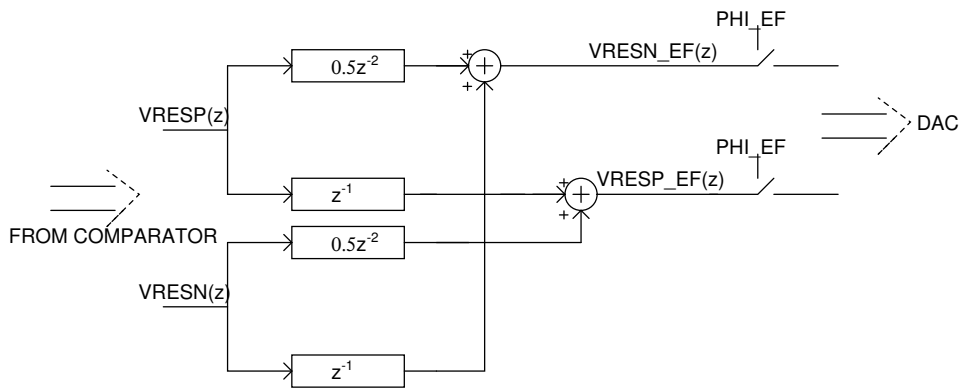 PHI_EF
0.5z-2
+
+
+
VRESN_EF(z)
VRESP(z)
DAC
PHI_EF
z-1
+
+
+
VRESP_EF(z)
FROM COMPARATOR
0.5z-2
VRESN(z)
z-1